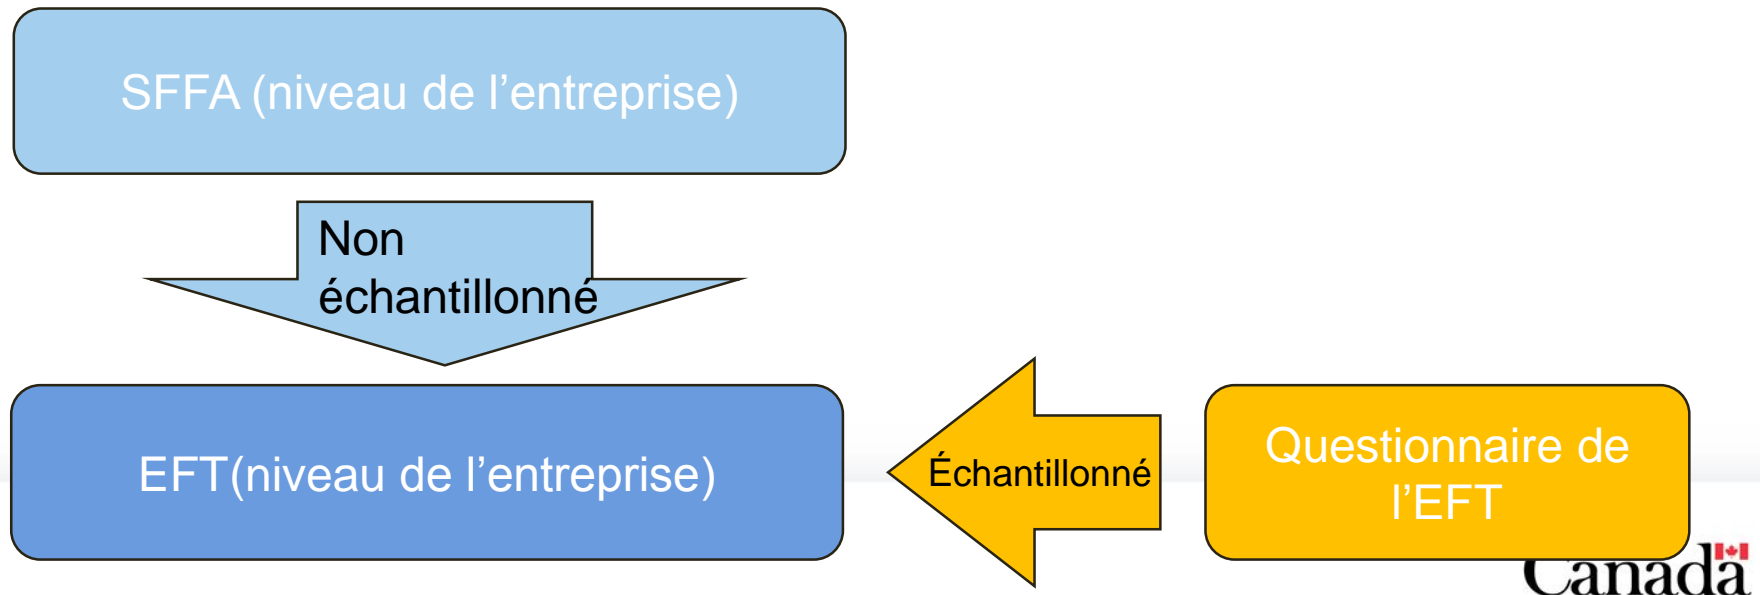 SFFA (niveau de l’entreprise)
Non
échantillonné
EFT(niveau de l’entreprise)
Échantillonné
Questionnaire de
l’EFT
Canada